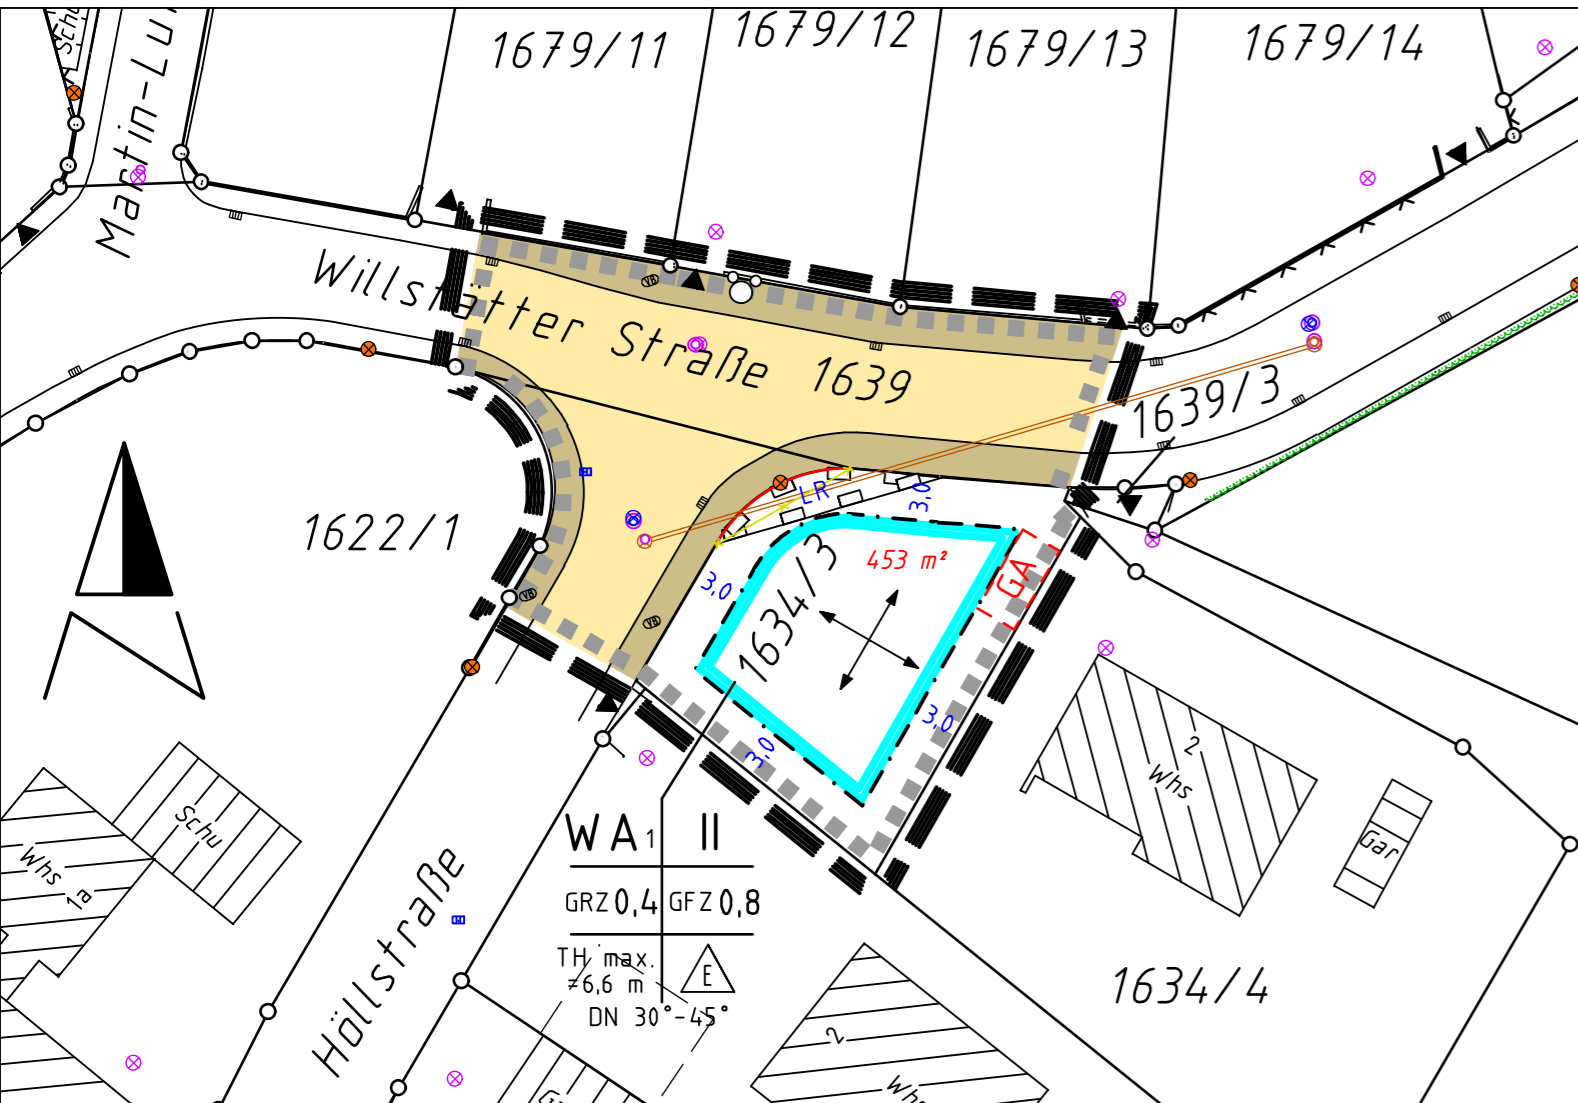 Schu
Martin-Lu
1679/11
1679/12
1679/13
1679/14
Willstätter Straße 1639
1639/3
1622/1
LR
3,0
453 m²
GA
3,0
1634/3
3,0
3,0
WA1 II
GRZ 0,4 GFZ 0,8
TH max.
=6,6 m
E
DN 30°-45°
Schu
Whs
1a
Höllstraße
2
Whs
Gar
1634/4
2
Whs